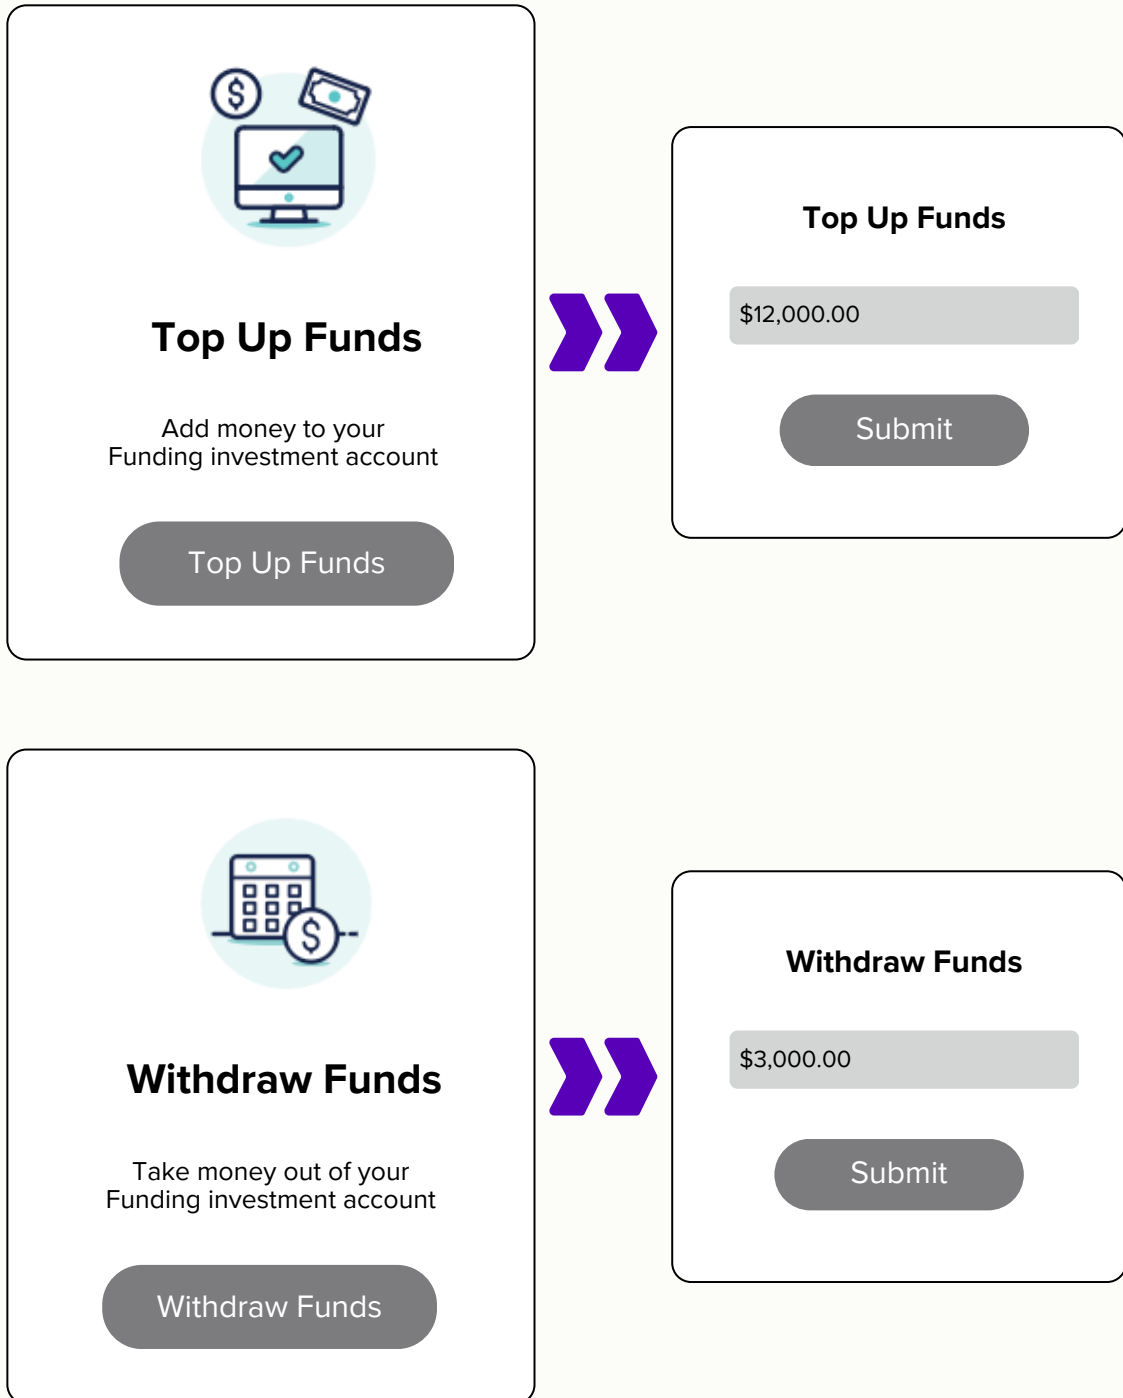 Top Up Funds
Add money to your
Funding investment account
Top Up Funds
Top Up Funds
$12,000.00
Submit
Withdraw Funds
Take money out of your
Funding investment account
Withdraw Funds
Withdraw Funds
$3,000.00
Submit